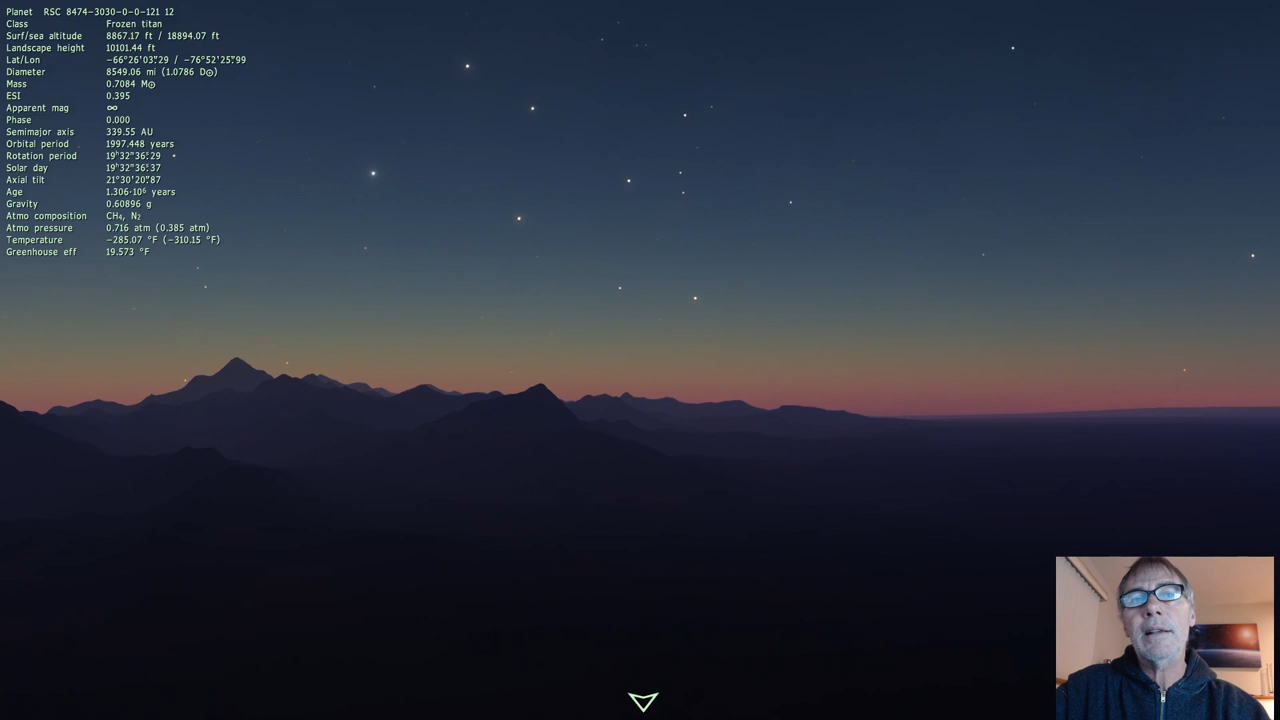 Planet RSC 8474-3030-0-0-121 12
Class Frozen titan
Surf/sea altitude 8867.17 ft / 18894.07 ft
Landscape height 10101.44 ft
Lat/Lon -66°26'03."29 / -76°52'25."99
Diameter 8549.06 mi (1.0786 D⊙)
Mass 0.7084 M⊙
ESI 0.395
Apparent mag ∞
Phase 0.000
Semimajor axis 339.55 AU
Orbital period 1997.448 years
Rotation period 19ʰ32ᵐ36.ˢ29
Solar day 19ʰ32ᵐ36.ˢ37
Axial tilt 21°30'20."87
Age 1.306·10⁶ years
Gravity 0.60896 g
Atmo composition CH₄, N₂
Atmo pressure 0.716 atm (0.385 atm)
Temperature -285.07 °F (-310.15 °F)
Greenhouse eff 19.573 °F